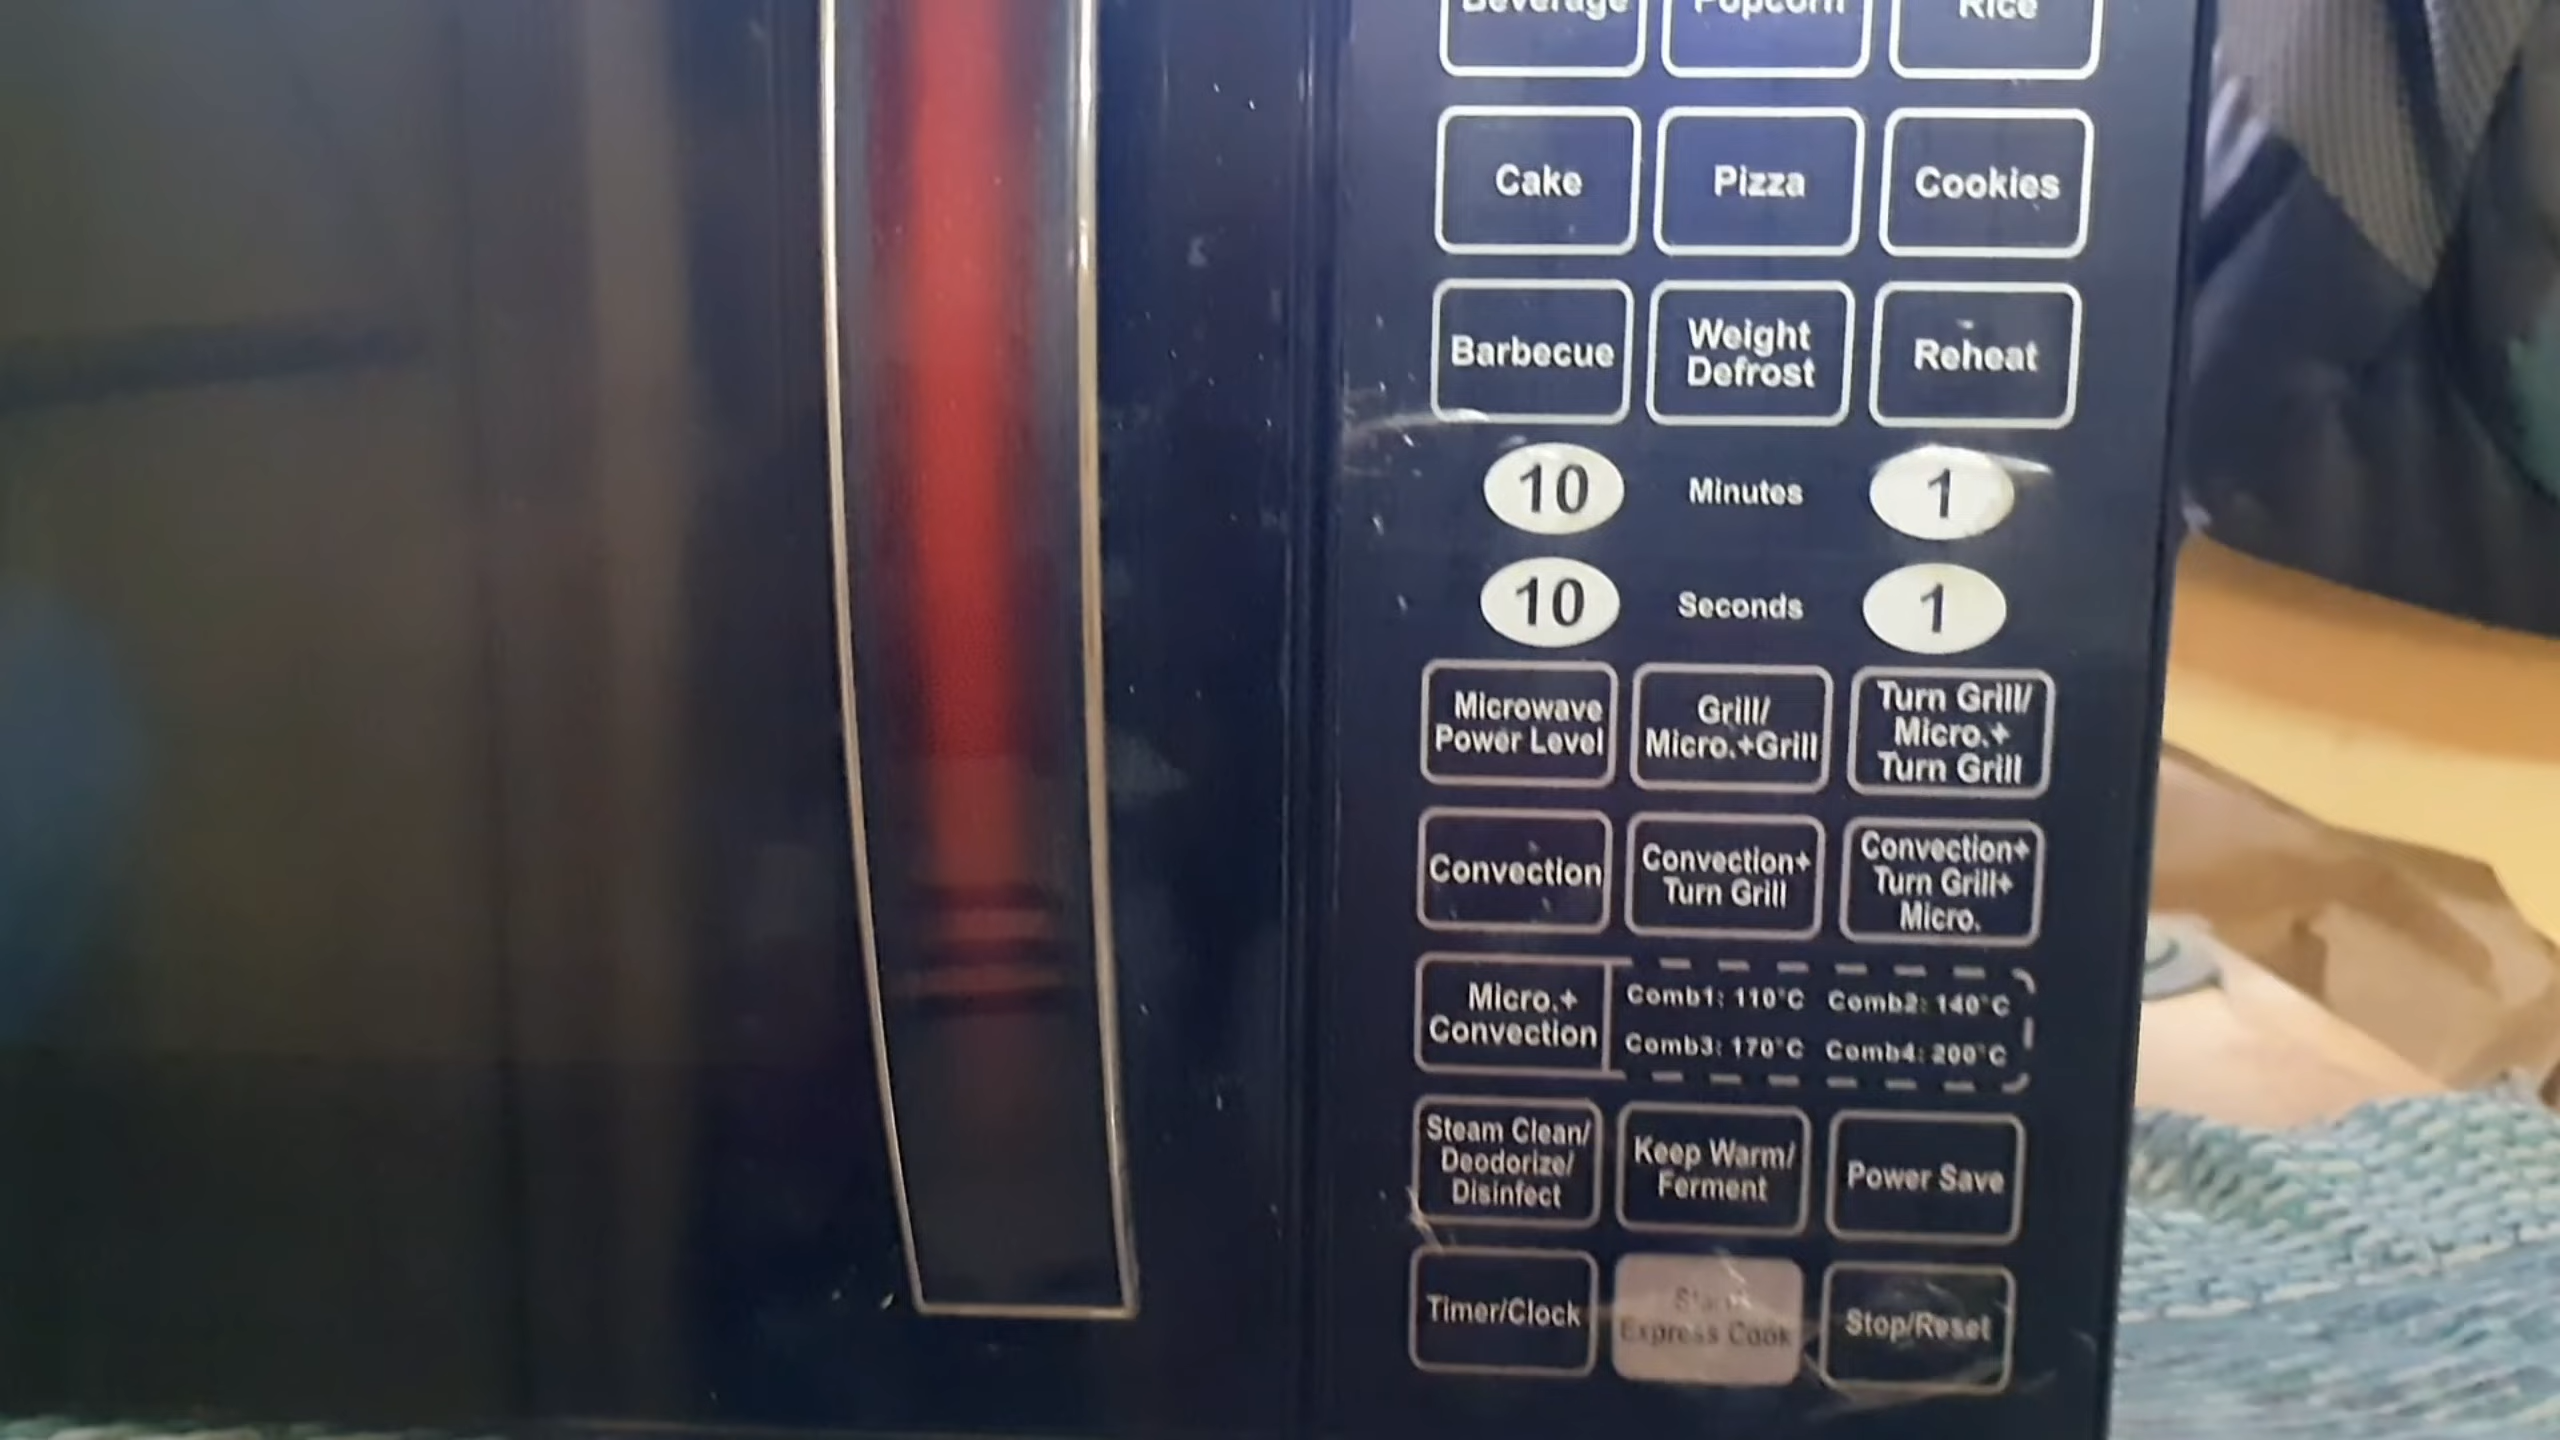 Beverage Popcorn Rice
Cake Pizza Cookies
Barbecue
Weight
Defrost
Reheat
10 Minutes 1
10 Seconds 1
Microwave
Power Level
Grill/
Micro.+Grill
Turn Grill/
Micro.+
Turn Grill
Convection
Convection+
Turn Grill
Convection+
Turn Grill+
Micro.
Micro.+
Convection
Comb1: 110°C Comb2: 140°C
Comb3: 170°C Comb4: 200°C
Steam Clean/
Deodorize/
Disinfect
Keep Warm/
Ferment
Power Save
Timer/Clock
Express Cook
Stop/Reset